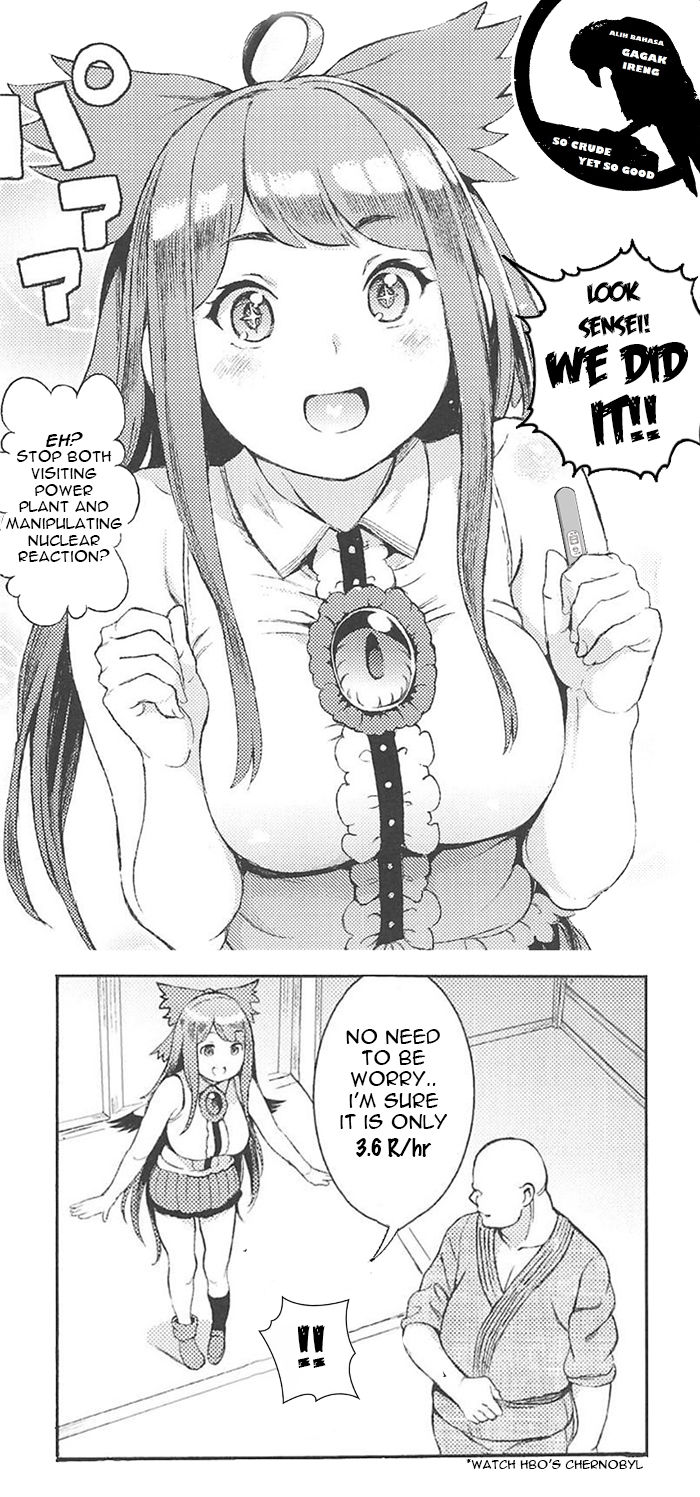 ALIH BAHASA
GAGAK
IRENG
SO CRUDE
YET SO GOOD
パァァ
LOOK
SENSEI!
WE DID
IT!!
EH?
STOP BOTH
VISITING
POWER
PLANT AND
MANIPULATING
NUCLEAR
REACTION?
NO NEED
TO BE
WORRY..
I'M SURE
IT IS ONLY
3.6 R/hr
!!
*WATCH HBO'S CHERNOBYL